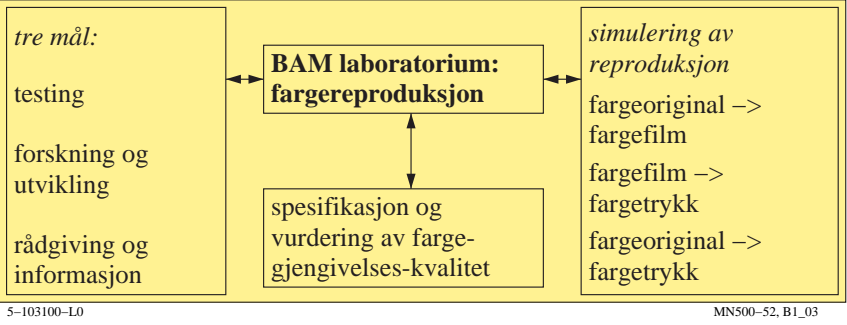 tre mål:
testing
forskning og
utvikling
rådgiving og
informasjon
BAM laboratorium:
fargereproduksjon
spesifikasjon og
vurdering av farge-
gjengivelses-kvalitet
simulering av
reproduksjon
fargeoriginal −>
fargefilm
fargefilm −>
fargetrykk
fargeoriginal −>
fargetrykk
5−103100−L0
MN500−52, B1_03